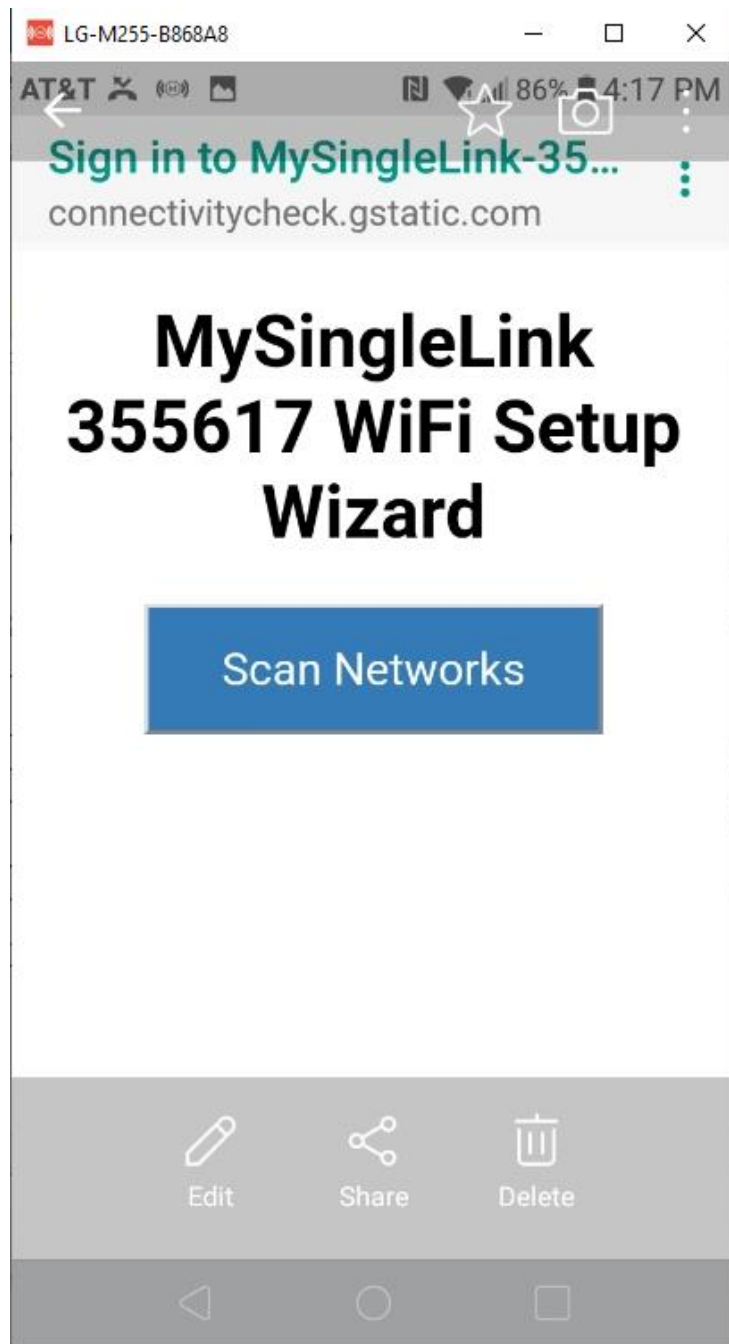 LG-M255-B868A8
AT&T 86% 4:17 PM
Sign in to MySingleLink-35...
connectivitycheck.gstatic.com
MySingleLink
355617 WiFi Setup
Wizard
Scan Networks
Edit Share Delete